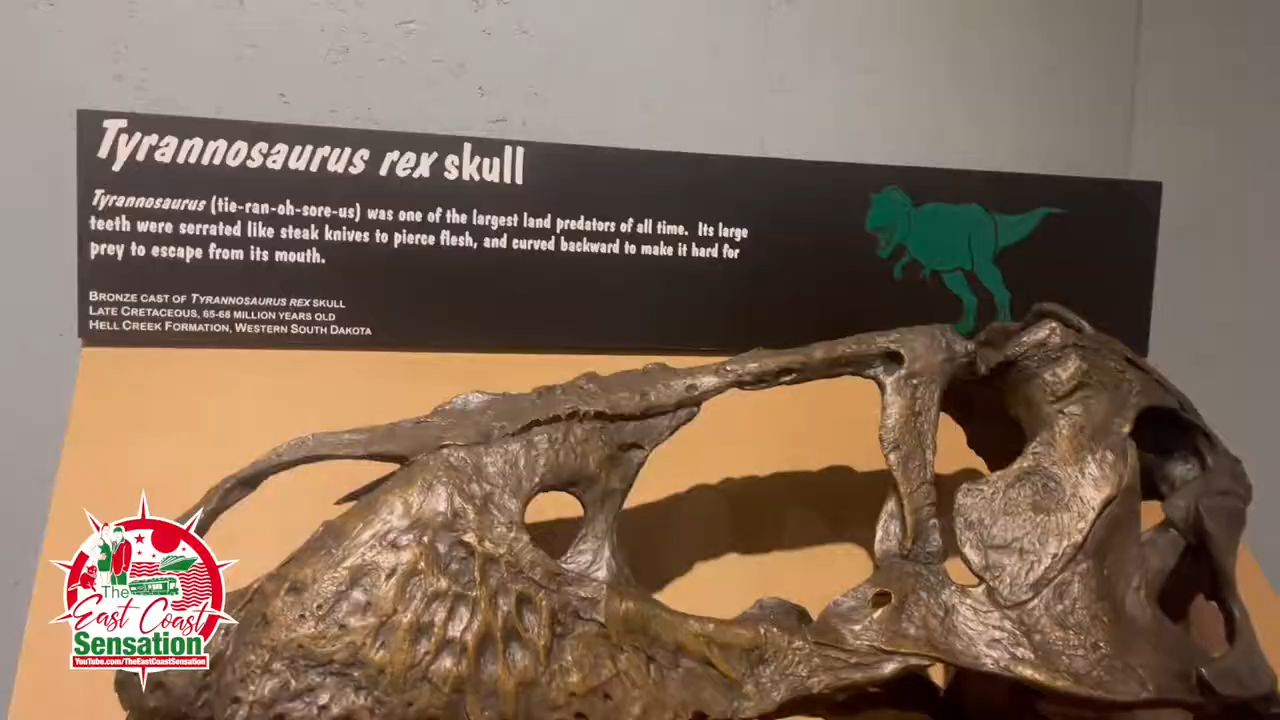 Tyrannosaurus rex skull
Tyrannosaurus (tie-ran-oh-sore-us) was one of the largest land predators of all time. Its large
teeth were serrated like steak knives to pierce flesh, and curved backward to make it hard for
prey to escape from its mouth.
BRONZE CAST OF TYRANNOSAURUS REX SKULL
LATE CRETACEOUS, 65-68 MILLION YEARS OLD
HELL CREEK FORMATION, WESTERN SOUTH DAKOTA
The
East Coast
Sensation
YouTube.com/TheEastCoastSensation